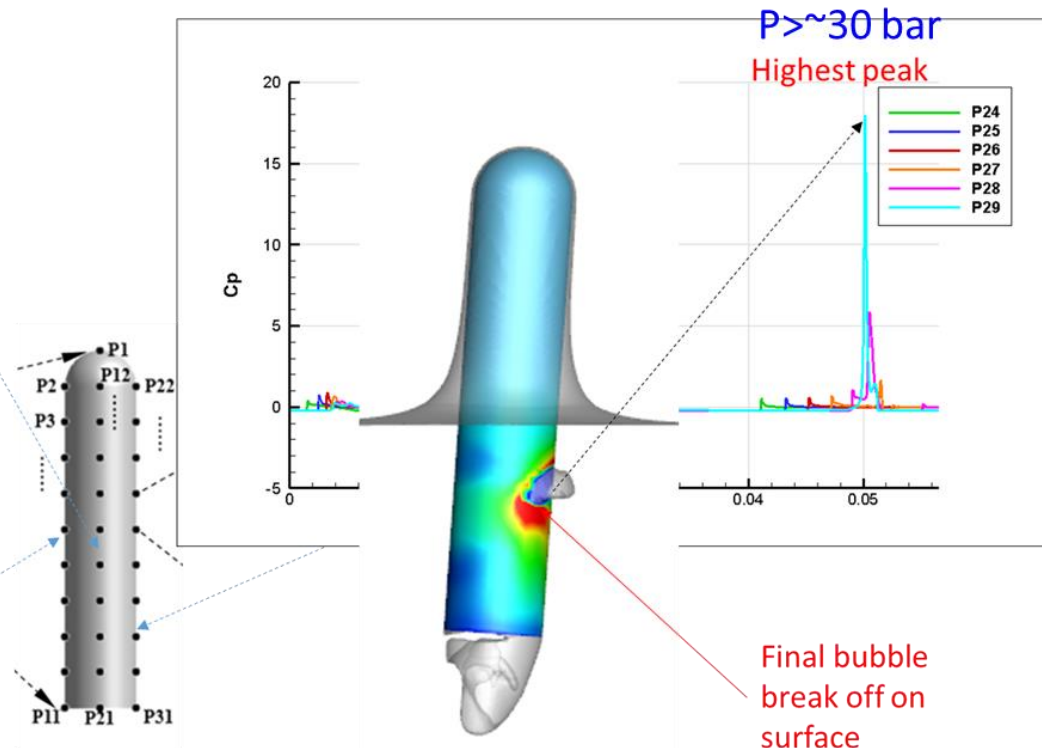 P>~30 bar
Highest peak
20
15
10
5
0
-5
Cp
0
0.04
0.05
P24
P25
P26
P27
P28
P29
P1
P12
P2
P22
P3
P11
P21
P31
Final bubble
break off on
surface